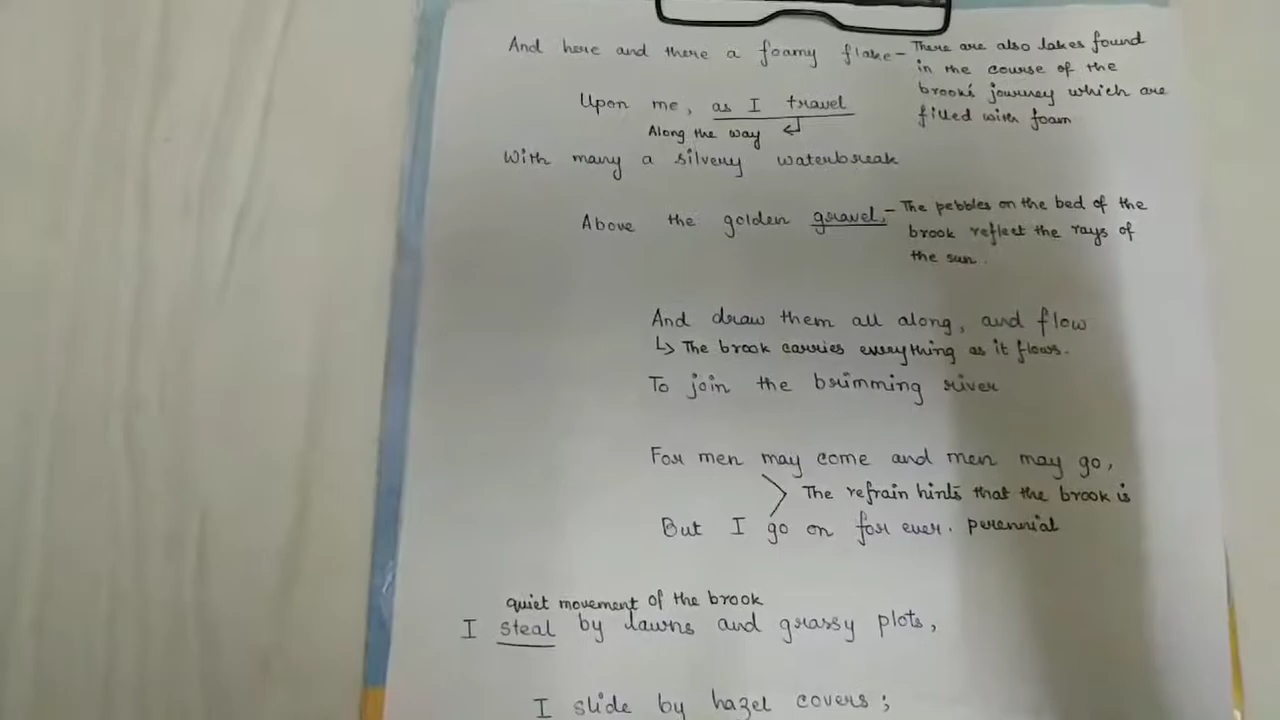 And here and there a foamy flake - There are also lakes found
in the course of the
brook's journey which are
filled with foam
Upon me, as I travel
Along the way
With many a silvery waterbreak
Above the golden gravel, - The pebbles on the bed of the
brook reflect the rays of
the sun.
And draw them all along, and flow
↳ The brook carries everything as it flows.
To join the brimming river
For men may come and men may go,
The refrain hints that the brook is
But I go on for ever. perennial
quiet movement of the brook
I steal by lawns and grassy plots,
I slide by hazel covers;